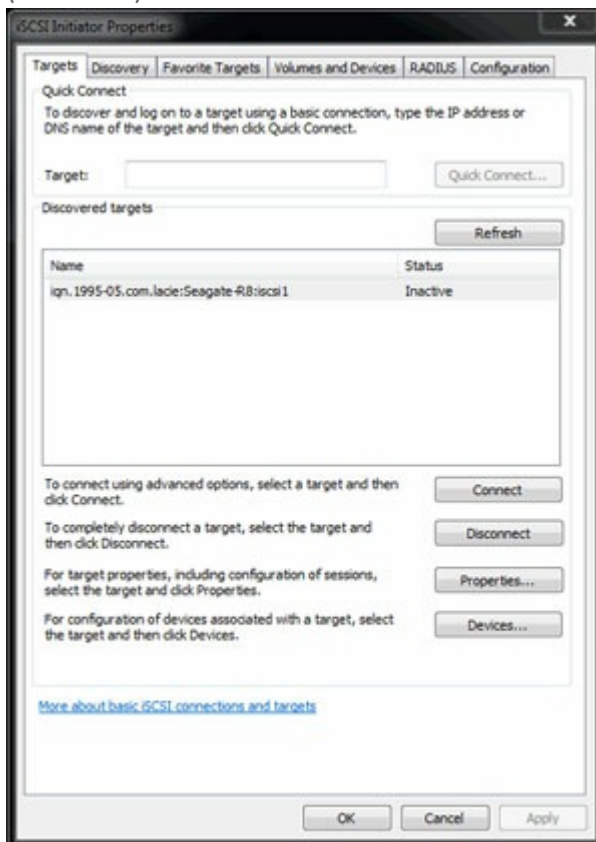 iSCSI Initiator Properties
Targets Discovery Favorite Targets Volumes and Devices RADIUS Configuration
Quick Connect
To discover and log on to a target using a basic connection, type the IP address or
DNS name of the target and then click Quick Connect.
Target:
Quick Connect...
Discovered targets
Refresh
Name Status
iqn.1995-05.com.lacie:Seagate-R8:iscsi1 Inactive
To connect using advanced options, select a target and then
click Connect.
Connect
To completely disconnect a target, select the target and
then click Disconnect.
Disconnect
For target properties, including configuration of sessions,
select the target and click Properties.
Properties...
For configuration of devices associated with a target, select
the target and then click Devices.
Devices...
More about basic iSCSI connections and targets
OK Cancel Apply